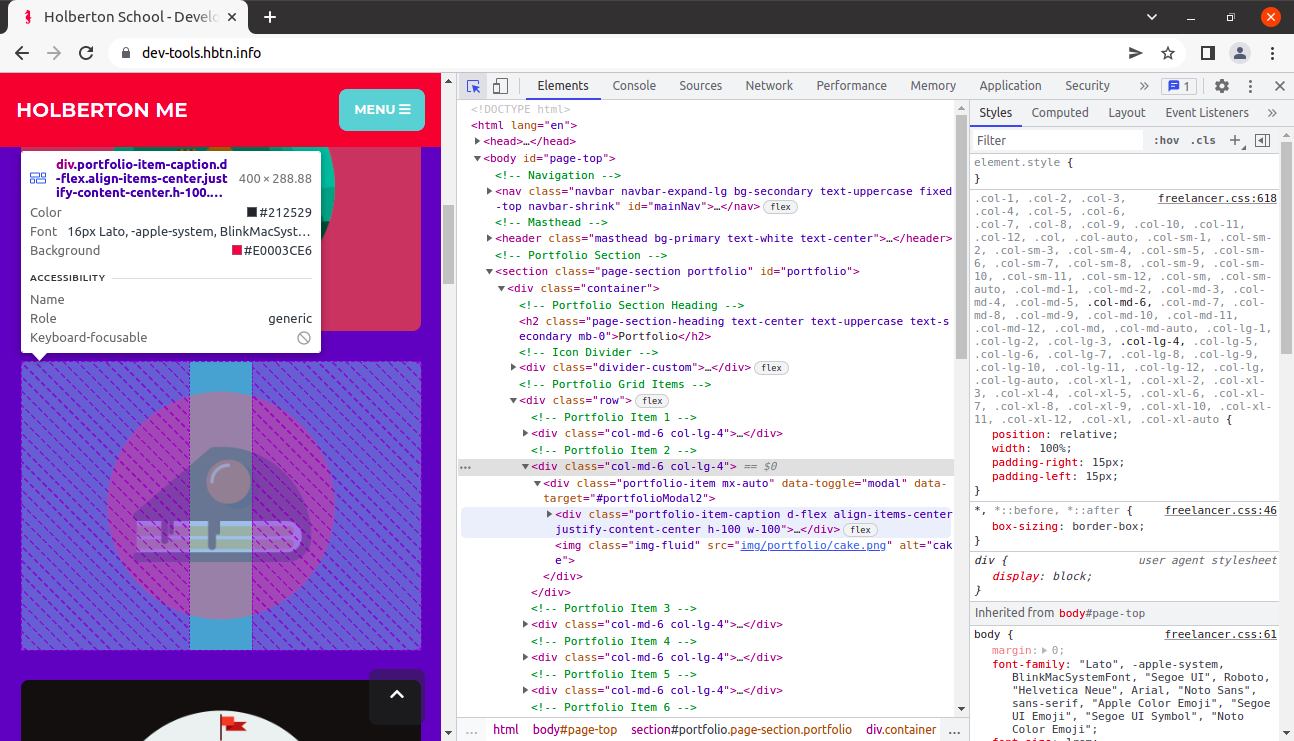 Holberton School - Develo
dev-tools.hbtn.info
HOLBERTON ME
MENU
div.portfolio-item-caption.d
-flex.align-items-center.just
ify-content-center.h-100.…
400 × 288.88
Color
#212529
Font
16px Lato, -apple-system, BlinkMacSyst…
Background
#E0003CE6
ACCESSIBILITY
Name
Role
generic
Keyboard-focusable
Elements
Console
Sources
Network
Performance
Memory
Application
Security
»
1
<!DOCTYPE html>
<html lang="en">
<head>…</head>
<body id="page-top">
<!-- Navigation -->
<nav class="navbar navbar-expand-lg bg-secondary text-uppercase fixed
-top navbar-shrink" id="mainNav">…</nav> flex
<!-- Masthead -->
<header class="masthead bg-primary text-white text-center">…</header>
<!-- Portfolio Section -->
<section class="page-section portfolio" id="portfolio">
<div class="container">
<!-- Portfolio Section Heading -->
<h2 class="page-section-heading text-center text-uppercase text-s
econdary mb-0">Portfolio</h2>
<!-- Icon Divider -->
<div class="divider-custom">…</div> flex
<!-- Portfolio Grid Items -->
<div class="row"> flex
<!-- Portfolio Item 1 -->
<div class="col-md-6 col-lg-4">…</div>
<!-- Portfolio Item 2 -->
… <div class="col-md-6 col-lg-4"> == $0
<div class="portfolio-item mx-auto" data-toggle="modal" data-
target="#portfolioModal2">
<div class="portfolio-item-caption d-flex align-items-center
justify-content-center h-100 w-100">…</div> flex
<img class="img-fluid" src="img/portfolio/cake.png" alt="cak
e">
</div>
</div>
<!-- Portfolio Item 3 -->
<div class="col-md-6 col-lg-4">…</div>
<!-- Portfolio Item 4 -->
<div class="col-md-6 col-lg-4">…</div>
<!-- Portfolio Item 5 -->
<div class="col-md-6 col-lg-4">…</div>
<!-- Portfolio Item 6 -->
… html body#page-top section#portfolio.page-section.portfolio div.container …
Styles
Computed
Layout
Event Listeners
»
Filter
:hov .cls
element.style {
}
.col-1, .col-2, .col-3, freelancer.css:618
.col-4, .col-5, .col-6,
.col-7, .col-8, .col-9, .col-10, .col-11,
.col-12, .col, .col-auto, .col-sm-1, .col-sm-
2, .col-sm-3, .col-sm-4, .col-sm-5, .col-sm-
6, .col-sm-7, .col-sm-8, .col-sm-9, .col-sm-
10, .col-sm-11, .col-sm-12, .col-sm, .col-sm-
auto, .col-md-1, .col-md-2, .col-md-3, .col-
md-4, .col-md-5, .col-md-6, .col-md-7, .col-
md-8, .col-md-9, .col-md-10, .col-md-11,
.col-md-12, .col-md, .col-md-auto, .col-lg-1,
.col-lg-2, .col-lg-3, .col-lg-4, .col-lg-5,
.col-lg-6, .col-lg-7, .col-lg-8, .col-lg-9,
.col-lg-10, .col-lg-11, .col-lg-12, .col-lg,
.col-lg-auto, .col-xl-1, .col-xl-2, .col-xl-
3, .col-xl-4, .col-xl-5, .col-xl-6, .col-xl-
7, .col-xl-8, .col-xl-9, .col-xl-10, .col-xl-
11, .col-xl-12, .col-xl, .col-xl-auto {
position: relative;
width: 100%;
padding-right: 15px;
padding-left: 15px;
}
*, *::before, *::after { freelancer.css:46
box-sizing: border-box;
}
div { user agent stylesheet
display: block;
}
Inherited from body#page-top
body { freelancer.css:61
margin: 0;
font-family: "Lato", -apple-system,
BlinkMacSystemFont, "Segoe UI", Roboto,
"Helvetica Neue", Arial, "Noto Sans",
sans-serif, "Apple Color Emoji", "Segoe
UI Emoji", "Segoe UI Symbol", "Noto
Color Emoji";